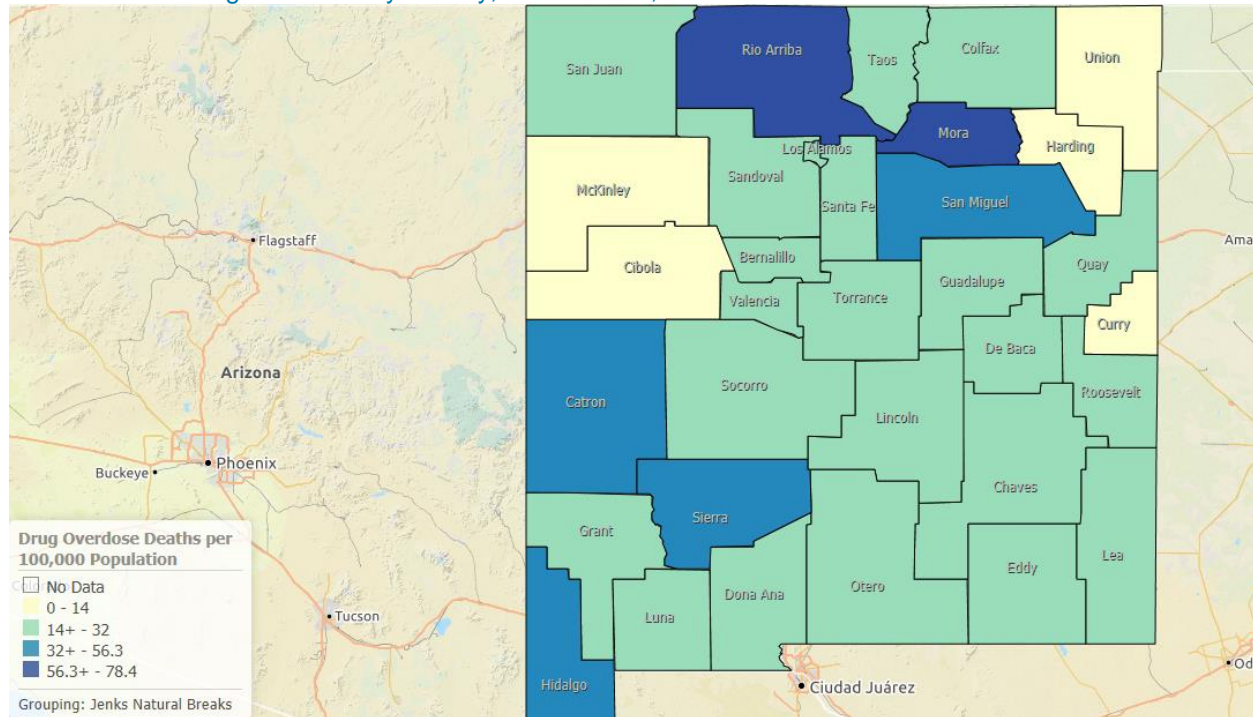 Rio Arriba
Taos
Colfax
Union
San Juan
Mora
Harding
Los Alamos
Sandoval
McKinley
Santa Fe
San Miguel
Flagstaff
Ama
Bernalillo
Cibola
Quay
Guadalupe
Valencia
Torrance
Curry
De Baca
Arizona
Socorro
Roosevelt
Catron
Lincoln
Phoenix
Buckeye
Chaves
Sierra
Grant
Lea
Eddy
Otero
Dona Ana
Luna
Tucson
Hidalgo
Ciudad Juárez
Od
Drug Overdose Deaths per
100,000 Population
No Data
0 - 14
14+ - 32
32+ - 56.3
56.3+ - 78.4
Grouping: Jenks Natural Breaks